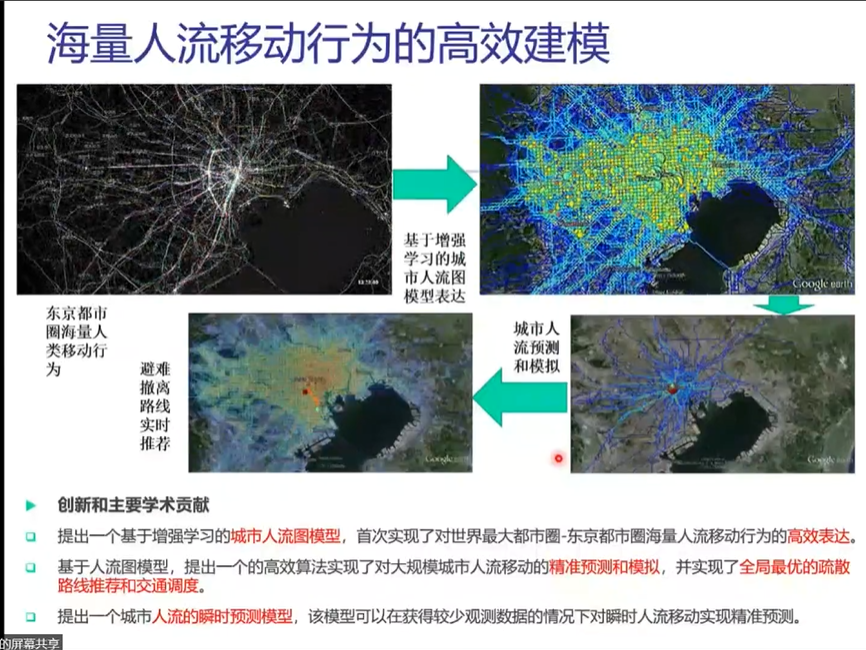 海量人流移动行为的高效建模
基于增强
学习的城
市人流图
模型表达
Google earth
东京都市
圈海量人
类移动行
为
避难
撤离
路线
实时
推荐
城市人
流预测
和模拟
Google
Google earth
创新和主要学术贡献
提出一个基于增强学习的城市人流图模型，首次实现了对世界最大都市圈-东京都市圈海量人流移动行为的高效表达。
基于人流图模型，提出一个的高效算法实现了对大规模城市人流移动的精准预测和模拟，并实现了全局最优的疏散
路线推荐和交通调度。
提出一个城市人流的瞬时预测模型，该模型可以在获得较少观测数据的情况下对瞬时人流移动实现精准预测。
的屏幕共享